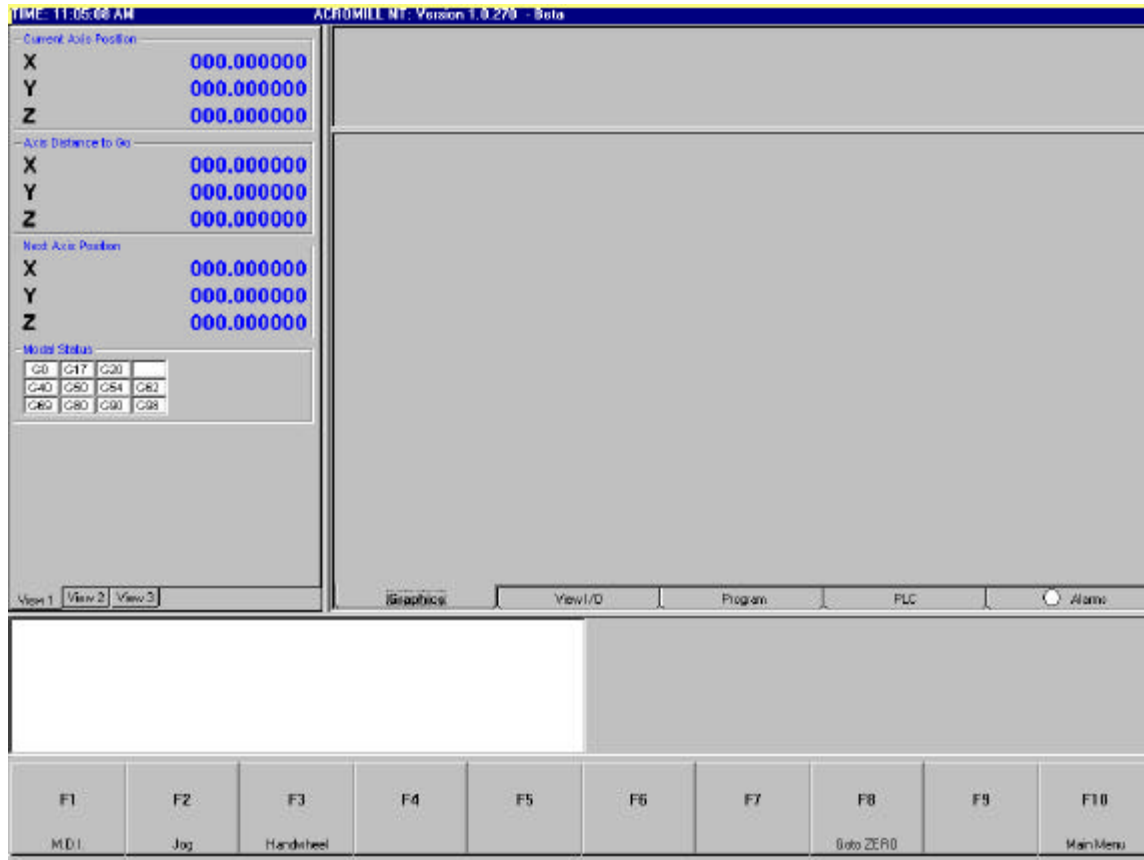 TIME: 11:05:08 AM ACROMILL NT: Version 1.0.270 - Beta
Current Axis Position
X 000.000000
Y 000.000000
Z 000.000000
Axis Distance to Go
X 000.000000
Y 000.000000
Z 000.000000
Next Axis Position
X 000.000000
Y 000.000000
Z 000.000000
Modal Status
G0 G17 G20
G40 G50 G54 G62
G69 G80 G90 G98
View 1 View 2 View 3
Graphics View I/O Program PLC Alarms
F1 F2 F3 F4 F5 F6 F7 F8 F9 F10
M.D.I. Jog Handwheel Goto ZERO Main Menu